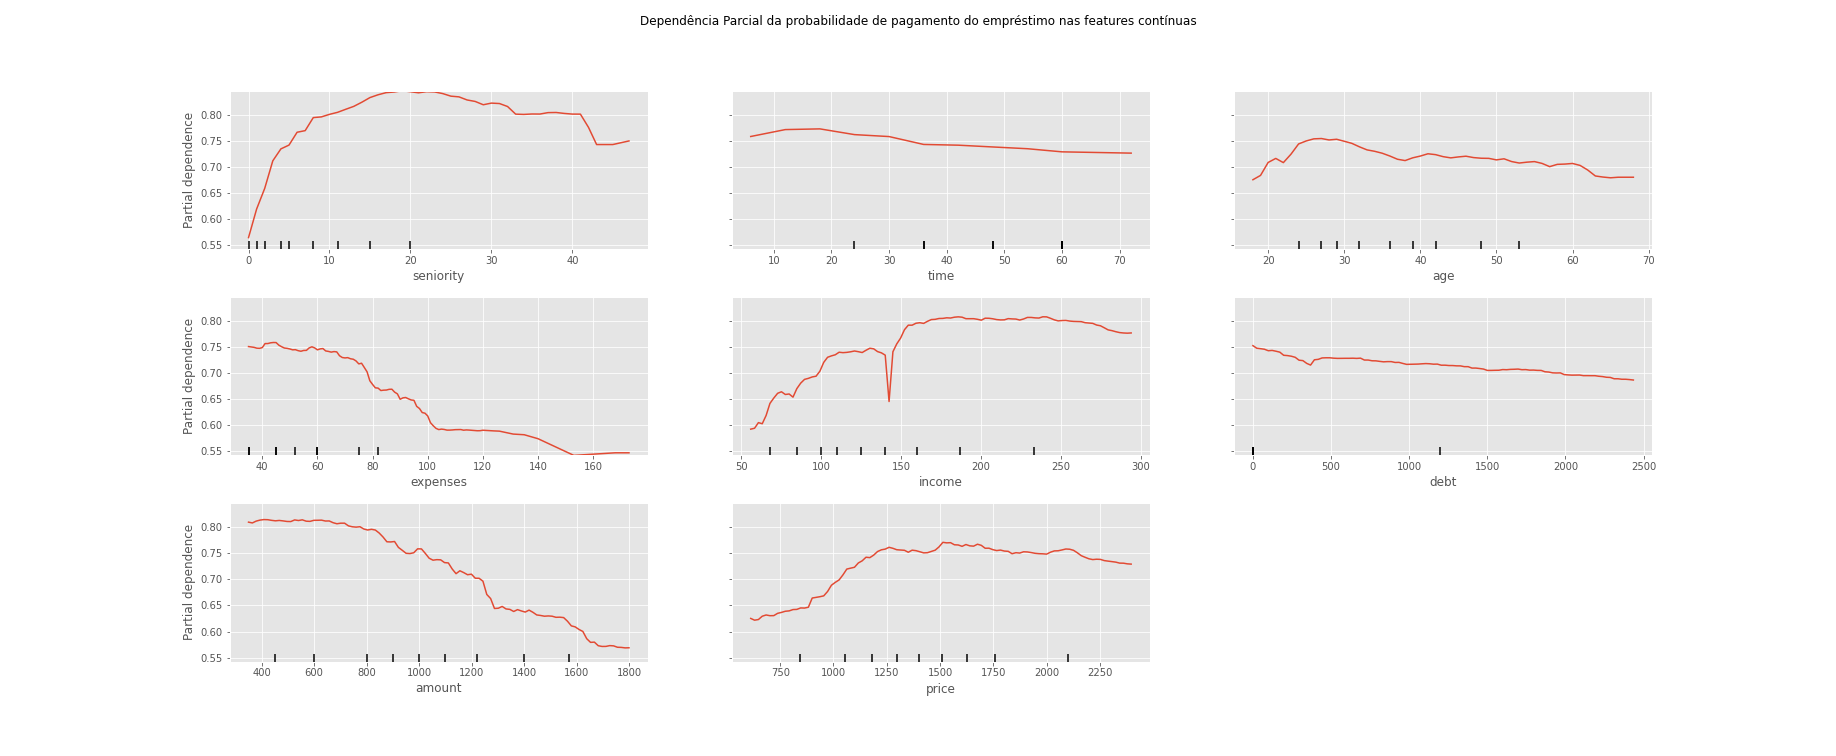 Dependência Parcial da probabilidade de pagamento do empréstimo nas features contínuas
Partial dependence
0.80
0.75
0.70
0.65
0.60
0.55
0 10 20 30 40
seniority
10 20 30 40 50 60 70
time
20 30 40 50 60 70
age
Partial dependence
0.80
0.75
0.70
0.65
0.60
0.55
40 60 80 100 120 140 160
expenses
50 100 150 200 250 300
income
0 500 1000 1500 2000 2500
debt
Partial dependence
0.80
0.75
0.70
0.65
0.60
0.55
400 600 800 1000 1200 1400 1600 1800
amount
750 1000 1250 1500 1750 2000 2250
price